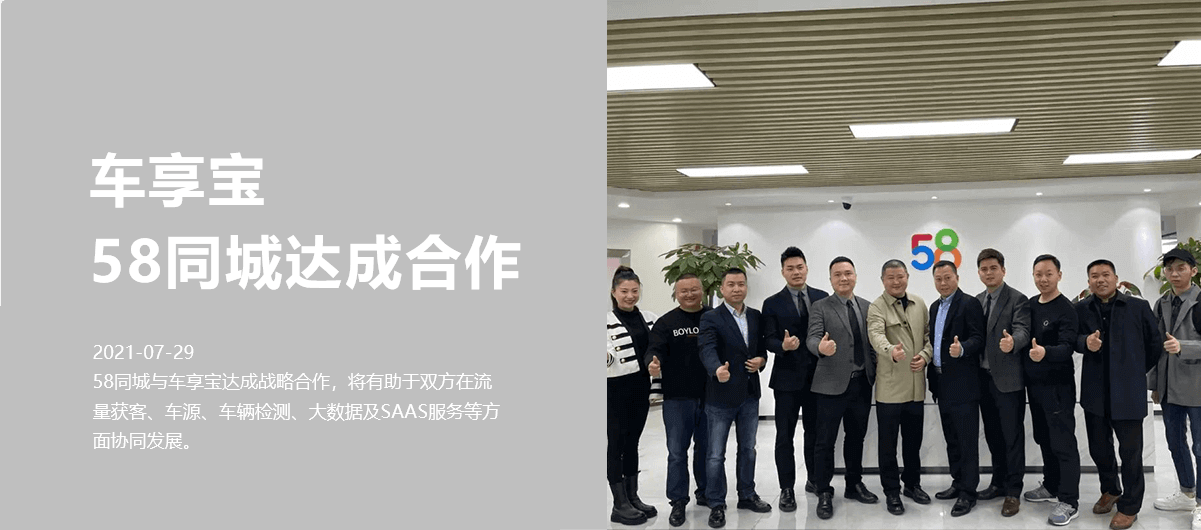 车享宝
58同城达成合作
2021-07-29
58同城与车享宝达成战略合作，将有助于双方在流
量获客、车源、车辆检测、大数据及SAAS服务等方
面协同发展。
58
BOYLO